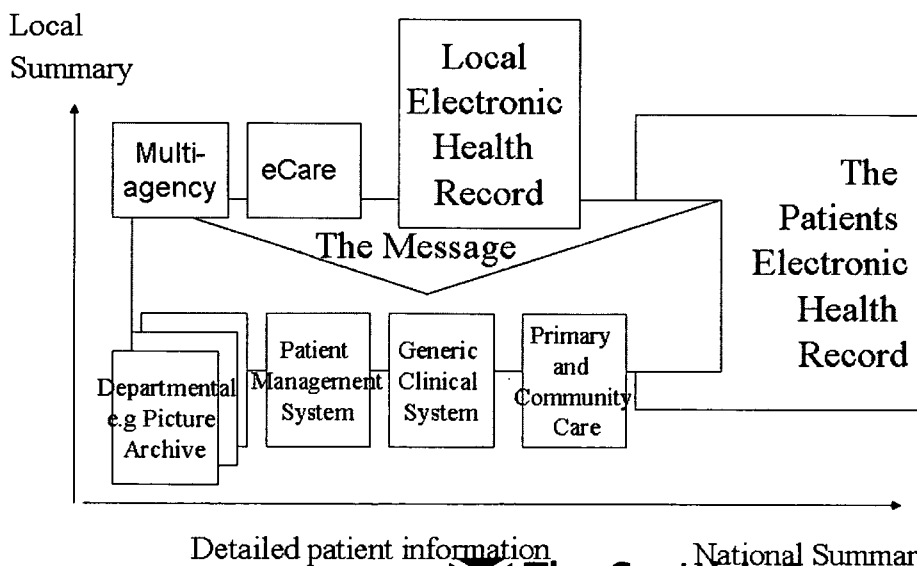 Local
Summary
Local
Electronic
Health
Record
Multi-
agency
eCare
The
Patients
Electronic
Health
Record
The Message
Departmental
e.g Picture
Archive
Patient
Management
System
Generic
Clinical
System
Primary
and
Community
Care
Detailed patient information
National Summar
The